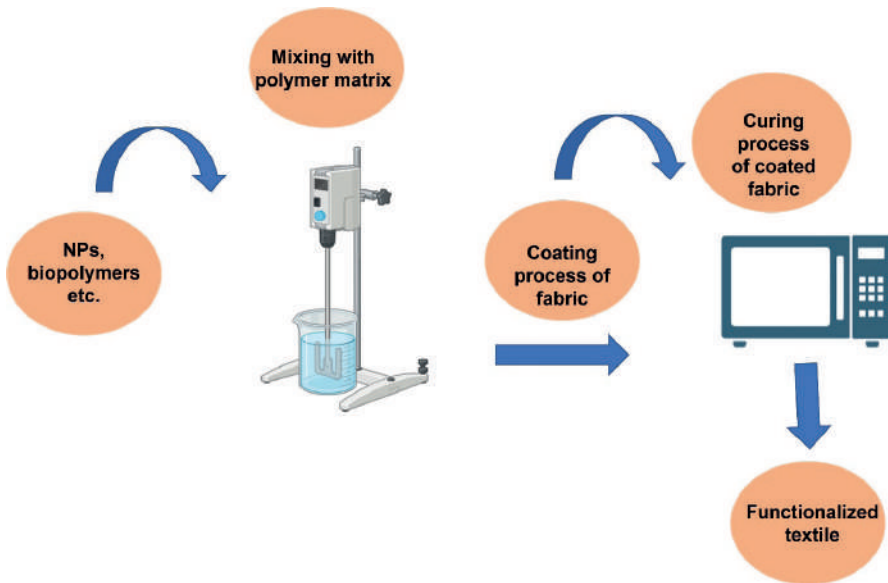 Mixing with
polymer matrix
NPs,
biopolymers
etc.
Coating
process of
fabric
Curing
process
of coated
fabric
Functionalized
textile